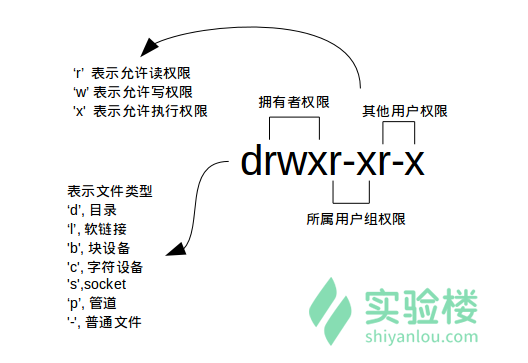 'r' 表示允许读权限
'w' 表示允许写权限
'x' 表示允许执行权限
拥有者权限
其他用户权限
drwxr-xr-x
所属用户组权限
表示文件类型
'd', 目录
'l', 软链接
'b', 块设备
'c', 字符设备
's',socket
'p', 管道
'-', 普通文件
实验楼
shiyanlou.com